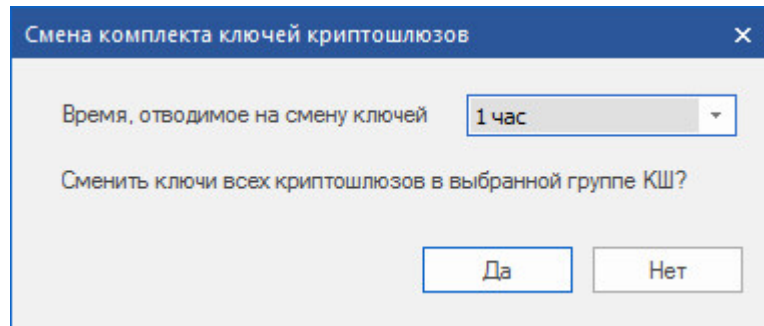 Смена комплекта ключей криптошлюзов
Время, отводимое на смену ключей 1 час
Сменить ключи всех криптошлюзов в выбранной группе КШ?
Да Нет